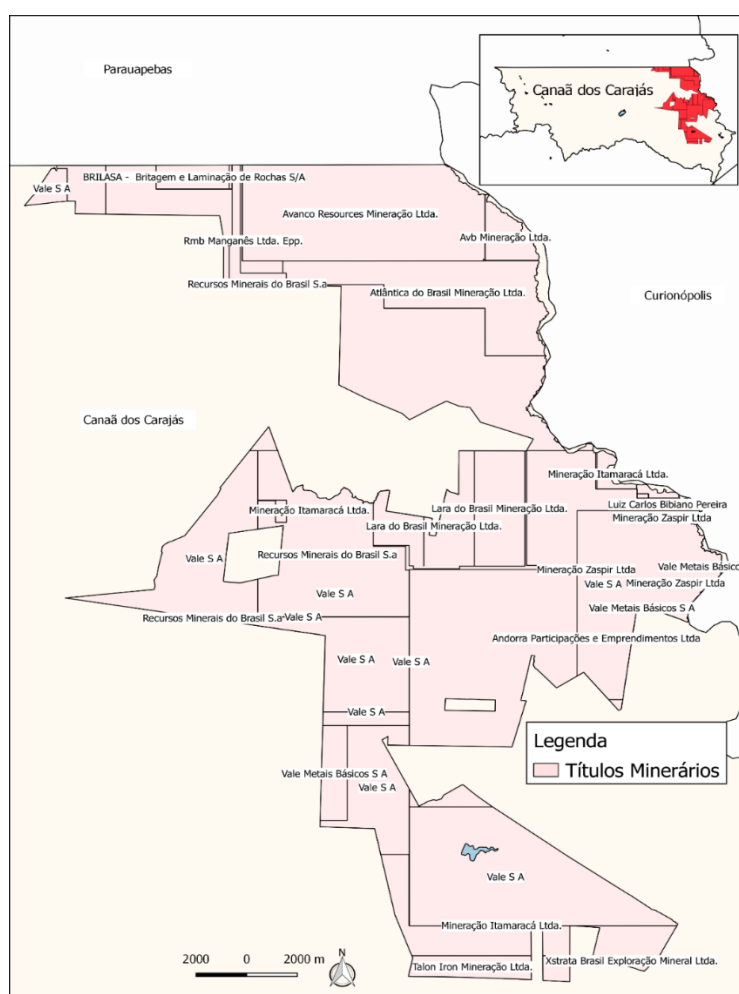 Parauapebas
Canaã dos Carajás
BRILASA - Britagem e Laminação de Rochas S/A
Vale S A
Avanco Resources Mineração Ltda.
Rmb Manganês Ltda. Epp.
Avb Mineração Ltda.
Recursos Minerais do Brasil S.a
Atlântica do Brasil Mineração Ltda.
Curionópolis
Canaã dos Carajás
Mineração Itamaracá Ltda.
Luiz Carlos Bibiano Pereira
Mineração Itamaracá Ltda.
Lara do Brasil Mineração Ltda.
Mineração Zaspir Ltda
Lara do Brasil Mineração Ltda.
Vale S A
Recursos Minerais do Brasil S.a
Mineração Zaspir Ltda
Vale Metais Básico
Vale S A
Mineração Zaspir Ltda
Vale S A
Vale Metais Básicos S A
Recursos Minerais do Brasil S.a
Vale S A
Andorra Participações e Emprendimentos Ltda
Vale S A
Vale S A
Vale S A
Legenda
Títulos Minerários
Vale Metais Básicos S A
Vale S A
Vale S A
Mineração Itamaracá Ltda.
Xstrata Brasil Exploração Mineral Ltda.
Talon Iron Mineração Ltda.
2000 0 2000 m
N